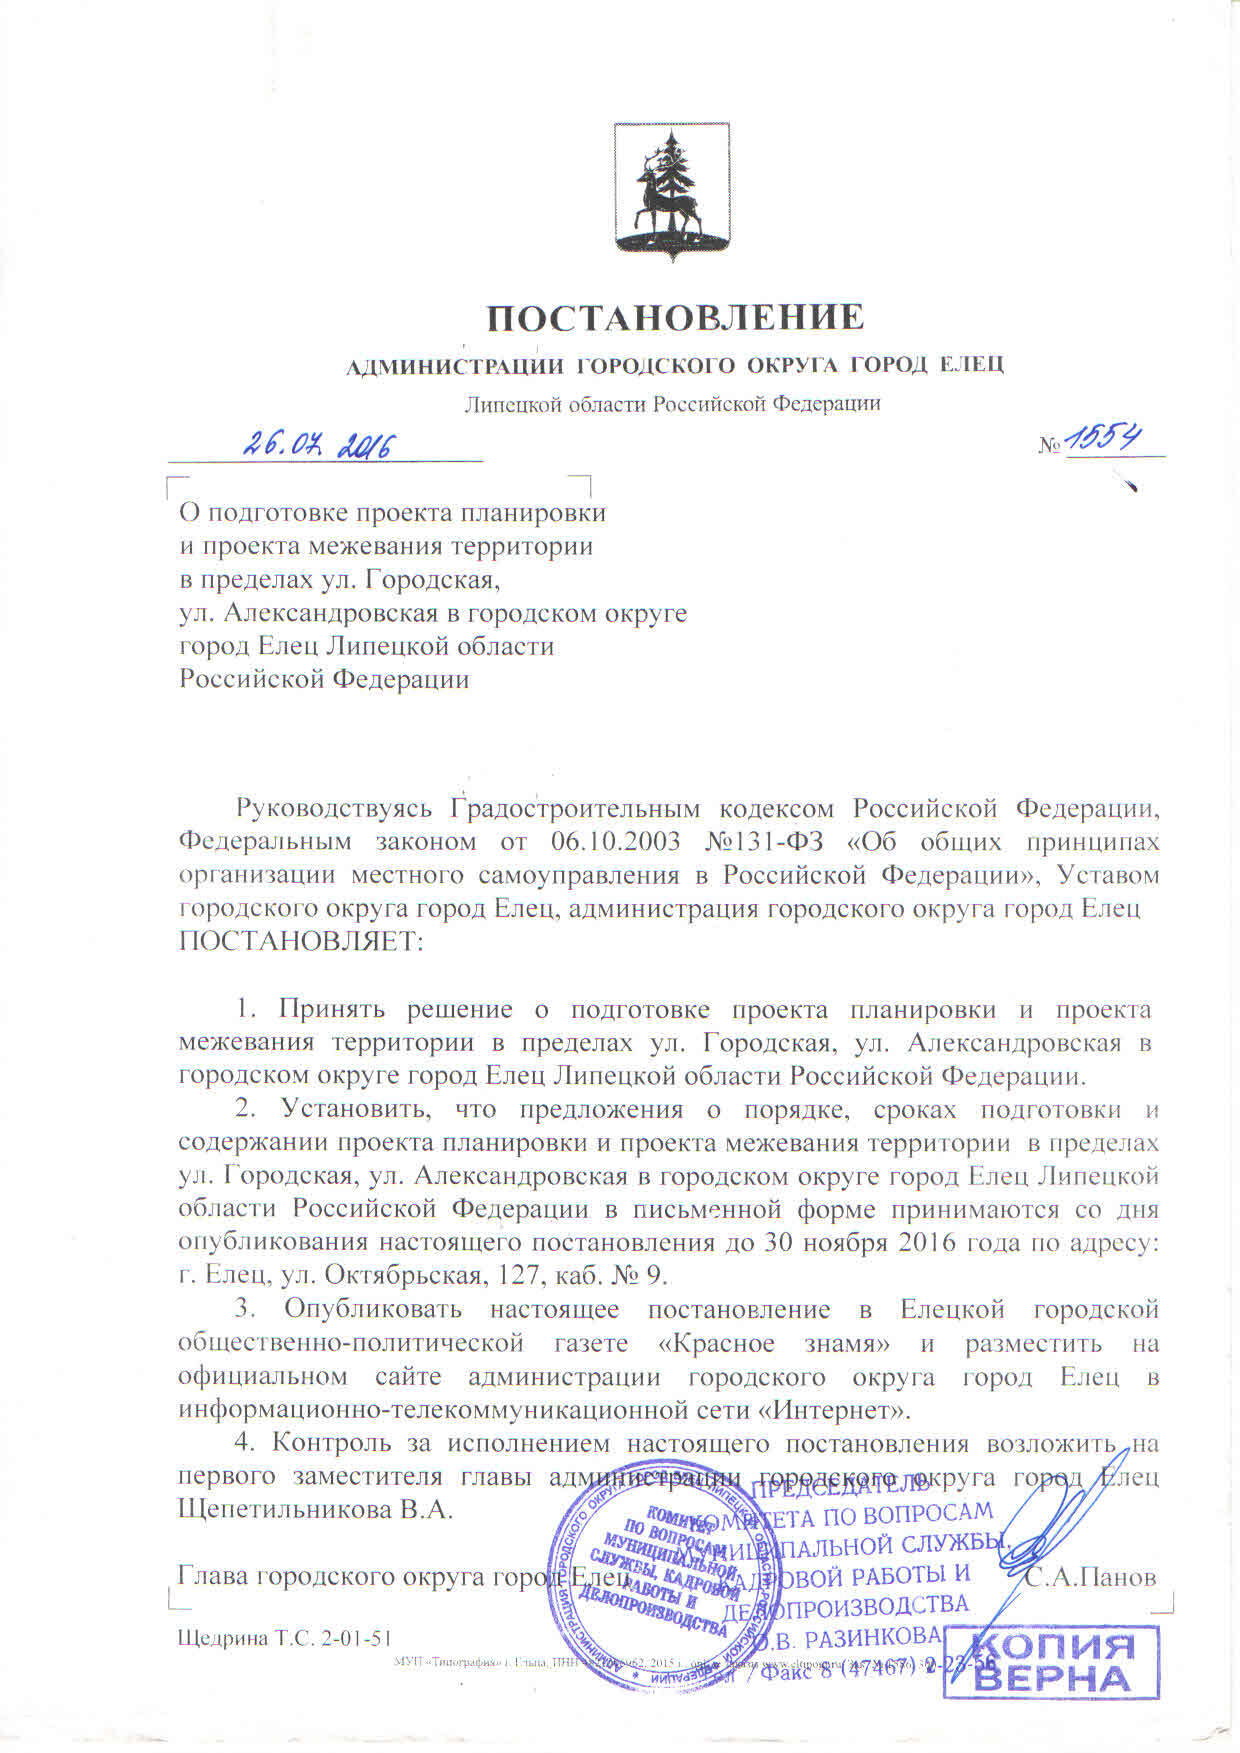 ПОСТАНОВЛЕНИЕ
АДМИНИСТРАЦИИ ГОРОДСКОГО ОКРУГА ГОРОД ЕЛЕЦ
Липецкой области Российской Федерации
26.07.2016 № 1554
О подготовке проекта планировки
и проекта межевания территории
в пределах ул. Городская,
ул. Александровская в городском округе
город Елец Липецкой области
Российской Федерации
Руководствуясь Градостроительным кодексом Российской Федерации,
Федеральным законом от 06.10.2003 №131-ФЗ «Об общих принципах
организации местного самоуправления в Российской Федерации», Уставом
городского округа город Елец, администрация городского округа город Елец
ПОСТАНОВЛЯЕТ:
1. Принять решение о подготовке проекта планировки и проекта
межевания территории в пределах ул. Городская, ул. Александровская в
городском округе город Елец Липецкой области Российской Федерации.
2. Установить, что предложения о порядке, сроках подготовки и
содержании проекта планировки и проекта межевания территории в пределах
ул. Городская, ул. Александровская в городском округе город Елец Липецкой
области Российской Федерации в письменной форме принимаются со дня
опубликования настоящего постановления до 30 ноября 2016 года по адресу:
г. Елец, ул. Октябрьская, 127, каб. № 9.
3. Опубликовать настоящее постановление в Елецкой городской
общественно-политической газете «Красное знамя» и разместить на
официальном сайте администрации городского округа город Елец в
информационно-телекоммуникационной сети «Интернет».
4. Контроль за исполнением настоящего постановления возложить на
первого заместителя главы администрации городского округа город Елец
Щепетильникова В.А.
Глава городского округа город Елец С.А.Панов
Щедрина Т.С. 2-01-51
МУП «Типография» г. Ельца, ИНН
КОМИТЕТ
ПО ВОПРОСАМ
МУНИЦИПАЛЬНОЙ
СЛУЖБЫ, КАДРОВОЙ
РАБОТЫ И
ДЕЛОПРОИЗВОДСТВА
ПРЕДСЕДАТЕЛЬ
КОМИТЕТА ПО ВОПРОСАМ
МУНИЦИПАЛЬНОЙ СЛУЖБЫ,
КАДРОВОЙ РАБОТЫ И
ДЕЛОПРОИЗВОДСТВА
О.В. РАЗИНКОВА
/Факс 8 (47467) 2-23-56
КОПИЯ
ВЕРНА